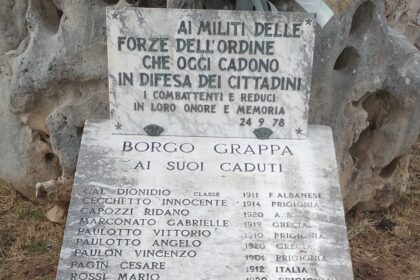 AI MILITI DELLE
FORZE DELL'ORDINE
CHE OGGI CADONO
IN DIFESA DEI CITTADINI
I COMBATTENTI E REDUCI
IN LORO ONORE E MEMORIA
24 9 78
BORGO GRAPPA
AI SUOI CADUTI
CAL DIONIDIO CLASSE 1911 F. ALBANESE
CECCHETTO INNOCENTE 1914 PRIGIONIA
CAPOZZI RIDANO 1920 A. S.
MARCONATO GABRIELLE 1919 GRECIA
PAULOTTO VITTORIO 1910 PRIGIONIA
PAULOTTO ANGELO 1920 GRECIA
PAULON VINCENZO PRIGIONIA
PAGIN CESARE 1912 ITALIA
ROSSI MARIO PRIGIONIA